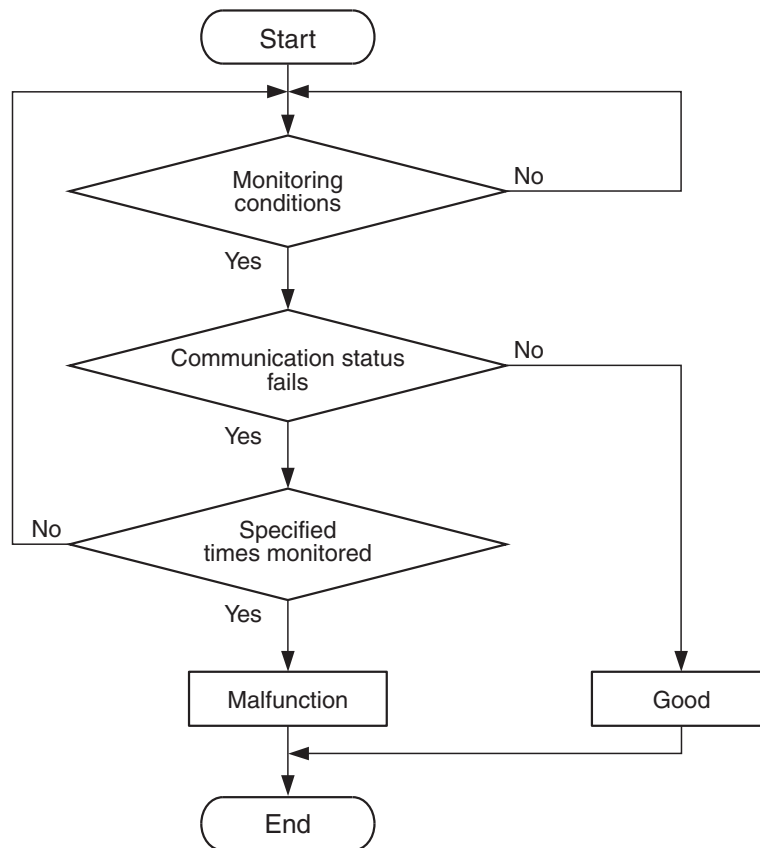 Start
Monitoring
conditions
No
Yes
Communication status
fails
No
Yes
Specified
times monitored
No
Yes
Malfunction
Good
End